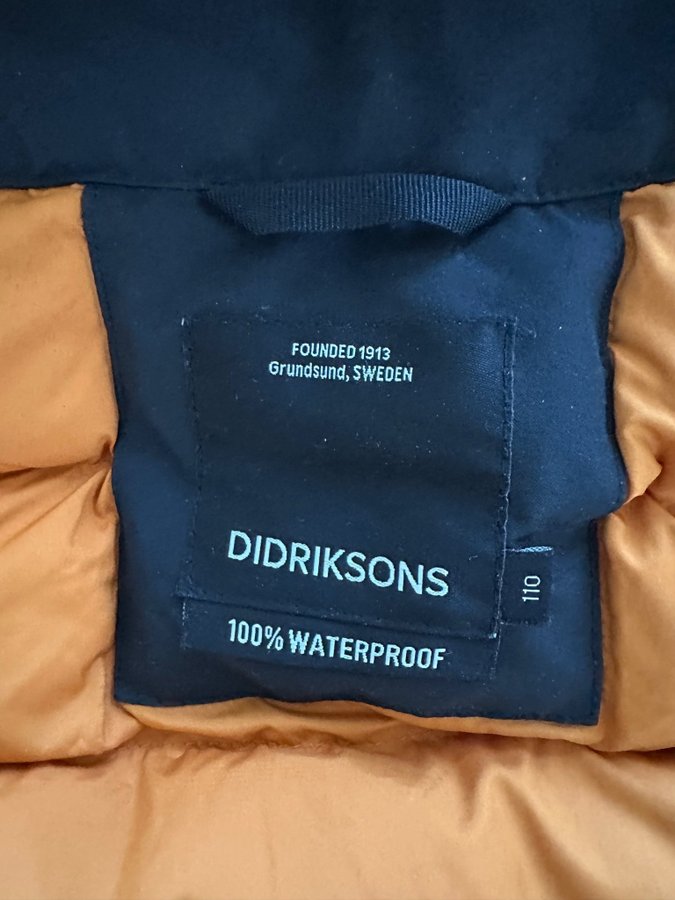 FOUNDED 1913
Grundsund, SWEDEN
DIDRIKSONS
110
100% WATERPROOF